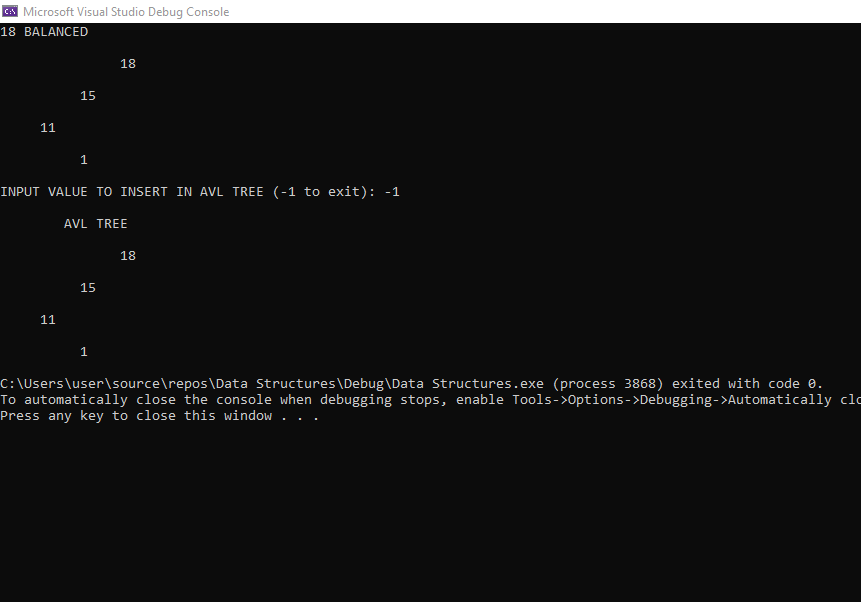 Microsoft Visual Studio Debug Console
18 BALANCED
18
15
11
1
INPUT VALUE TO INSERT IN AVL TREE (-1 to exit): -1
AVL TREE
18
15
11
1
C:\Users\user\source\repos\Data Structures\Debug\Data Structures.exe (process 3868) exited with code 0.
To automatically close the console when debugging stops, enable Tools->Options->Debugging->Automatically clo
Press any key to close this window . . .